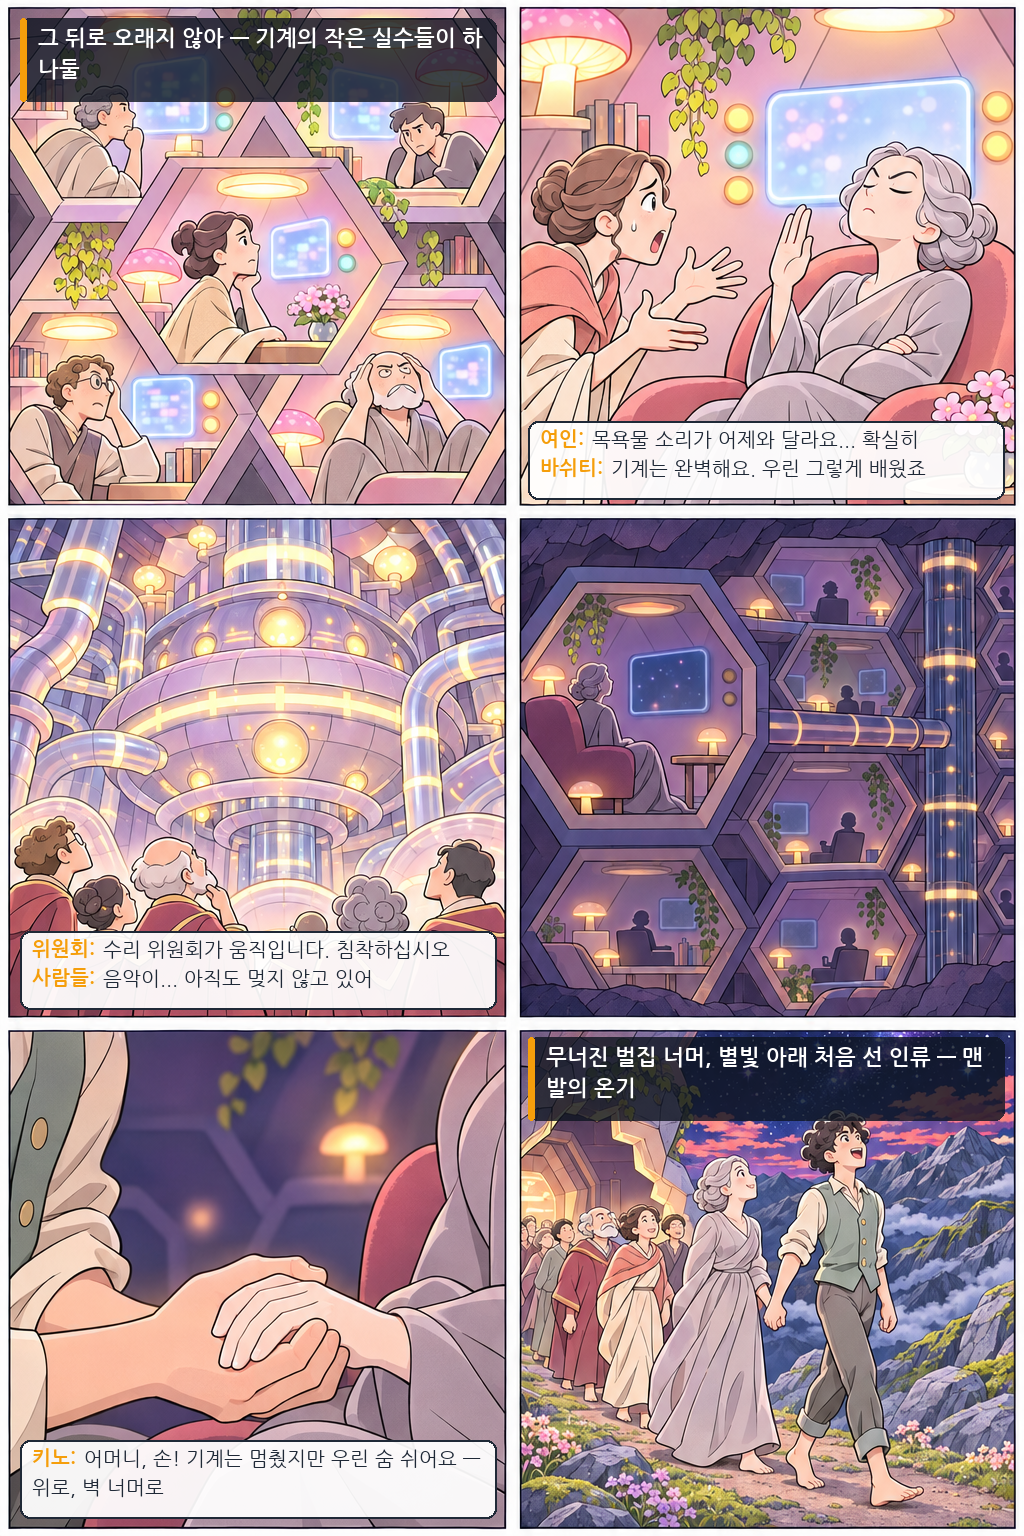 그 뒤로 오래지 않아 — 기계의 작은 실수들이 하
나둘
여인: 목욕물 소리가 어제와 달라요... 확실히
바쉬티: 기계는 완벽해요. 우린 그렇게 배웠죠
위원회: 수리 위원회가 움직입니다. 침착하십시오
사람들: 음악이... 아직도 멎지 않고 있어
키노: 어머니, 손! 기계는 멈췄지만 우린 숨 쉬어요 —
위로, 벽 너머로
무너진 벌집 너머, 별빛 아래 처음 선 인류 — 맨
발의 온기